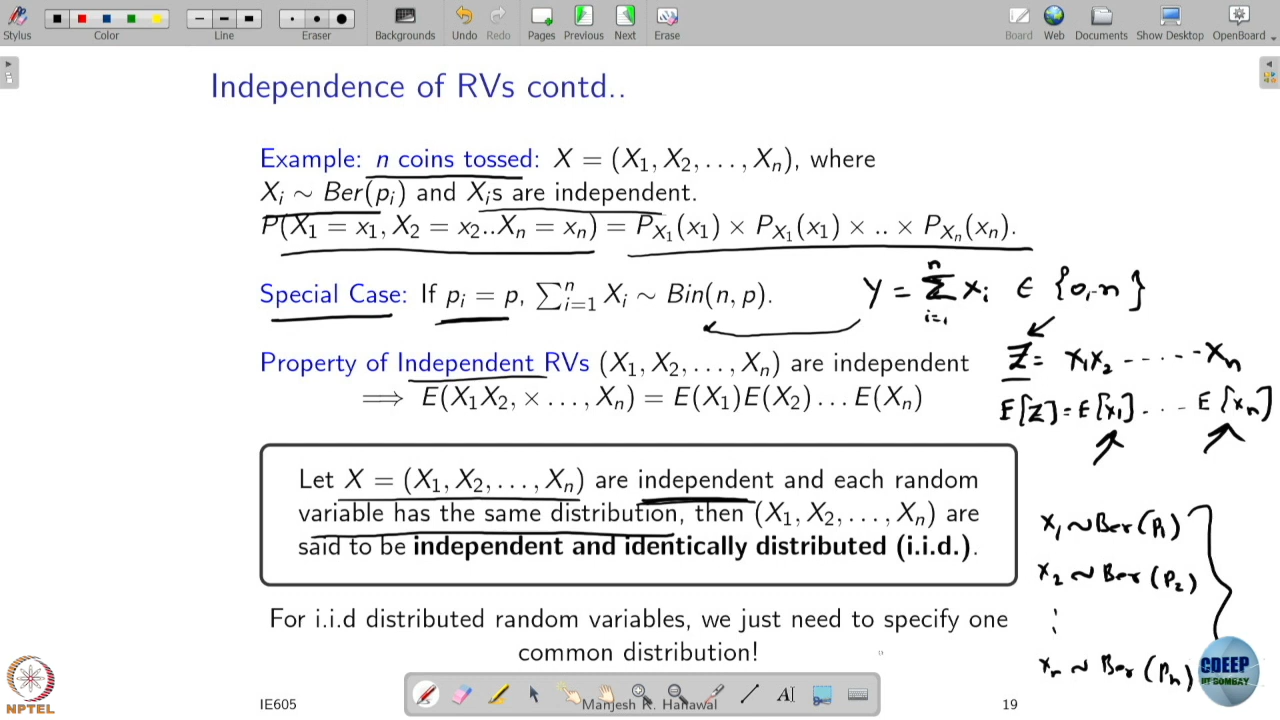 Stylus Color Line Eraser Backgrounds Undo Redo Pages Previous Next Erase Board Web Documents Show Desktop OpenBoard
Independence of RVs contd..
Example: n coins tossed: X = (X₁, X₂, . . . , Xₙ), where
Xᵢ ∼ Ber(pᵢ) and Xᵢs are independent.
P(X₁ = x₁, X₂ = x₂..Xₙ = xₙ) = P_X₁(x₁) × P_X₁(x₁) × .. × P_Xₙ(xₙ).
Special Case: If pᵢ = p, ∑ⁿᵢ₌₁ Xᵢ ∼ Bin(n, p).
Y = ∑ⁿᵢ₌₁ Xᵢ ∈ {0,-n}
Property of Independent RVs (X₁, X₂, . . . , Xₙ) are independent
⟹ E(X₁X₂, × . . . , Xₙ) = E(X₁)E(X₂) . . . E(Xₙ)
Z = X₁X₂ - - - - - Xₙ
E[Z] = E[X₁] - - - E[Xₙ]
Let X = (X₁, X₂, . . . , Xₙ) are independent and each random
variable has the same distribution, then (X₁, X₂, . . . , Xₙ) are
said to be independent and identically distributed (i.i.d.).
X₁ ~ Ber(P₁)
X₂ ~ Ber(P₂)
⋮
Xₙ ~ Ber(Pₙ)
For i.i.d distributed random variables, we just need to specify one
common distribution!
CDEEP
IIT BOMBAY
NPTEL
IE605 Manjesh K. Hanawal 19